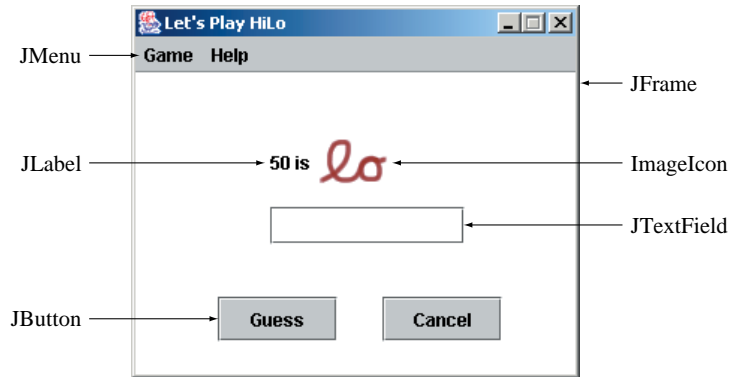 Let's Play HiLo
JMenu
Game Help
JFrame
JLabel
50 is lo
ImageIcon
JTextField
JButton
Guess
Cancel